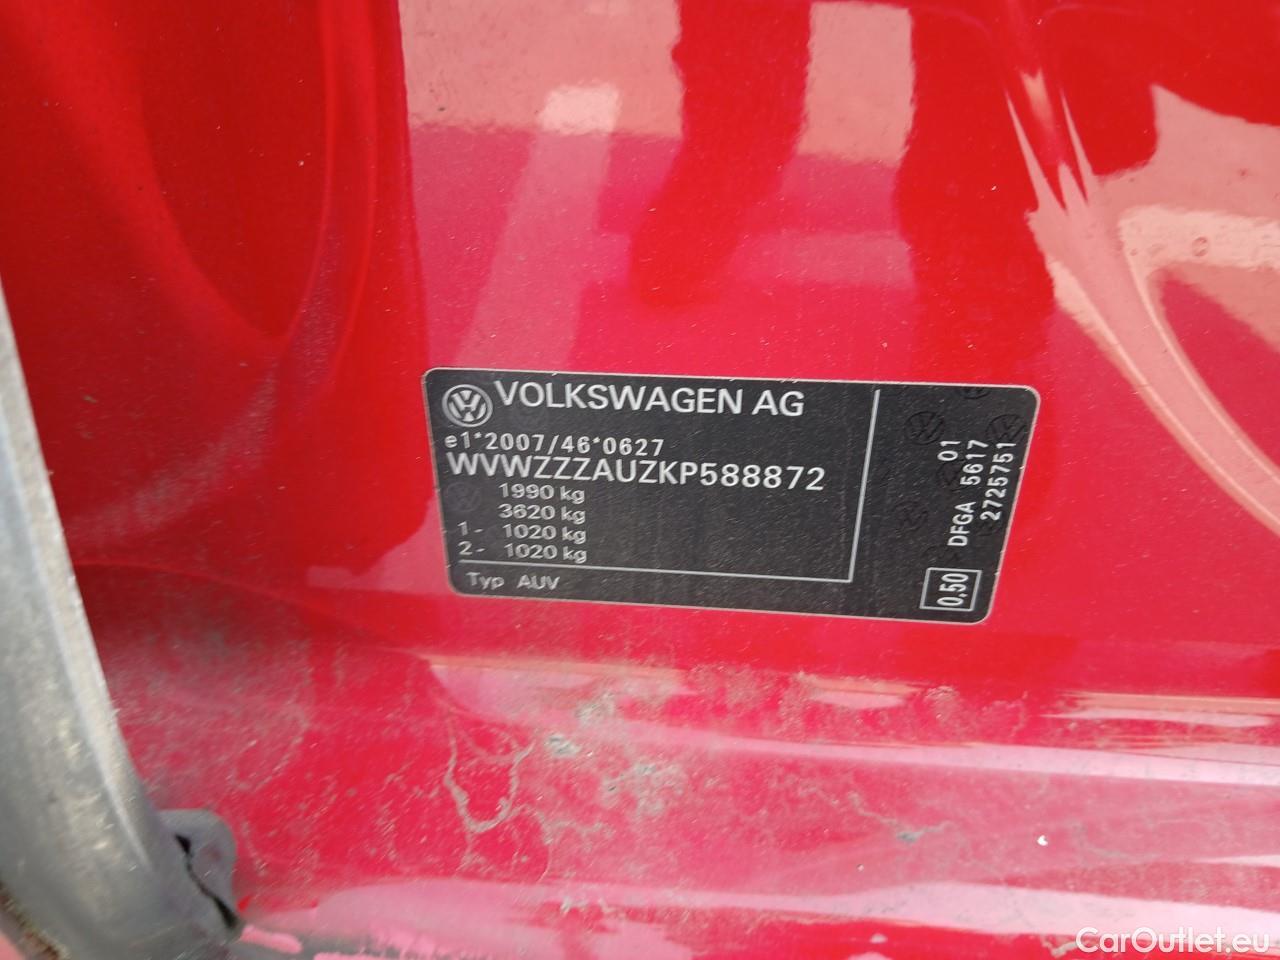 VOLKSWAGEN AG
e1*2007/46*0627
WVWZZZAUZKP588872
1990 kg
3620 kg
1- 1020 kg
2- 1020 kg
Typ AUV
01
DFGA 5617
2725751
0,50
CarOutlet.eu